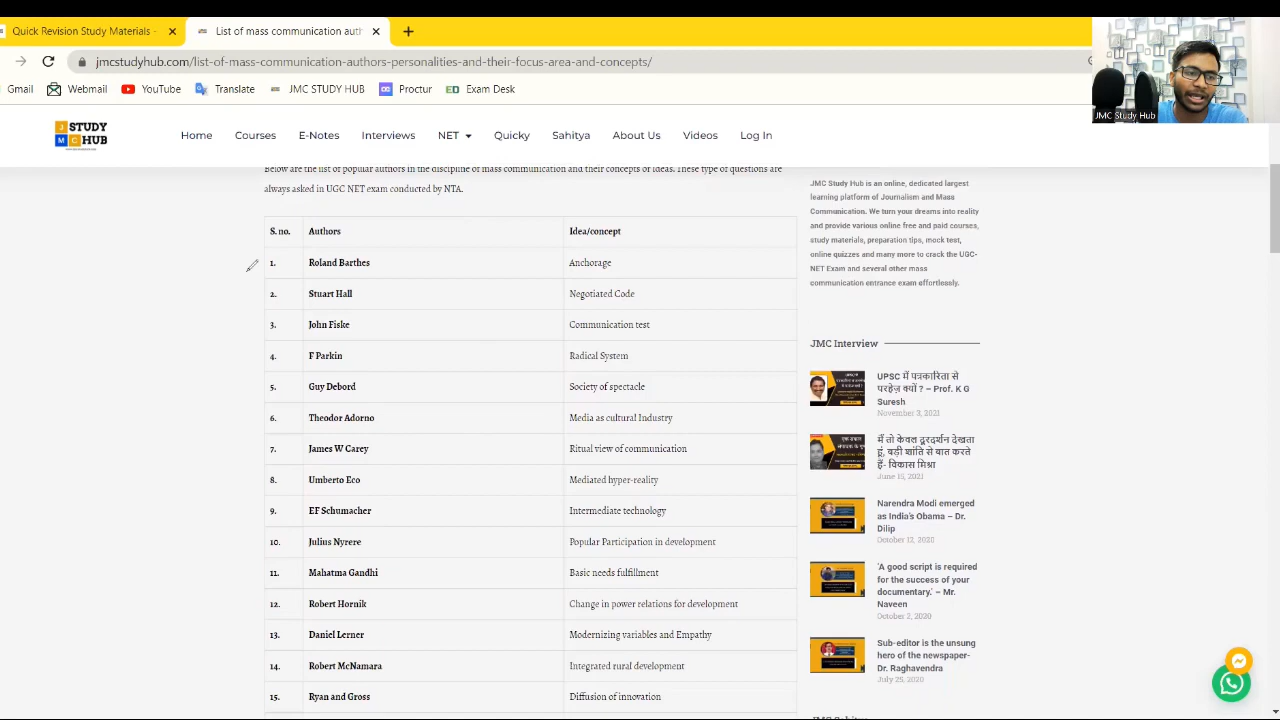 Quick Revision Study Materials -
List of mass communication aut
jmcstudyhub.com/list-of-mass-communication-authors-personalities-and-their-focus-area-and-concepts/
Gmail Webmail YouTube Translate JMC STUDY HUB Proctur Exam Desk
JMC Study Hub
J STUDY
M C HUB
Home Courses E-Notes Interviews NET Quicky Sahitya About Us Videos Log In
Below are the list of popular authors in the discipline of mass communication and their concepts of ideas. These type of questions are
always asked in UGC NET exam conducted by NTA.
S. no. Authors Idea/concept
1. Roland Barthes Anchorage
2. Stuart Hall Negotiated Code
3. John Fiske Communication test
4. F Parkin Radical System
5. Guy Debord Society of spectacle
6. Theodor Adorno Media as cultural Industry
7. James W Carey Ritual view of communication
8. Umberto Eco Mediated hyper-reality
9. EF Schumacher Intermediate technology
10. Julius Nyrere Popular Participation in development
11. Mahatma Gandhi Basic needs fulfillment
12. Robert Hornik Change in power relations for development
13. Daniel Lerner Modernizing variables and Empathy
14. Robert McNamara Integrated rural development
15. Ryan and Gross Diffusion of innovation
JMC Study Hub is an online, dedicated largest
learning platform of Journalism and Mass
Communication. We turn your dreams into reality
and provide various online free and paid courses,
study materials, preparation tips, mock test,
online quizzes and many more to crack the UGC-
NET Exam and several other mass
communication entrance exam effortlessly.
JMC Interview
UPSC में पत्रकारिता से
परहेज़ क्यों ? – Prof. K G
Suresh
November 3, 2021
मैं तो केवल दूरदर्शन देखता
हूं, बड़ी शांति से बात करते
हैं- विकास मिश्रा
June 15, 2021
Narendra Modi emerged
as India's Obama – Dr.
Dilip
October 12, 2020
'A good script is required
for the success of your
documentary.' – Mr.
Naveen
October 2, 2020
Sub-editor is the unsung
hero of the newspaper-
Dr. Raghavendra
July 25, 2020